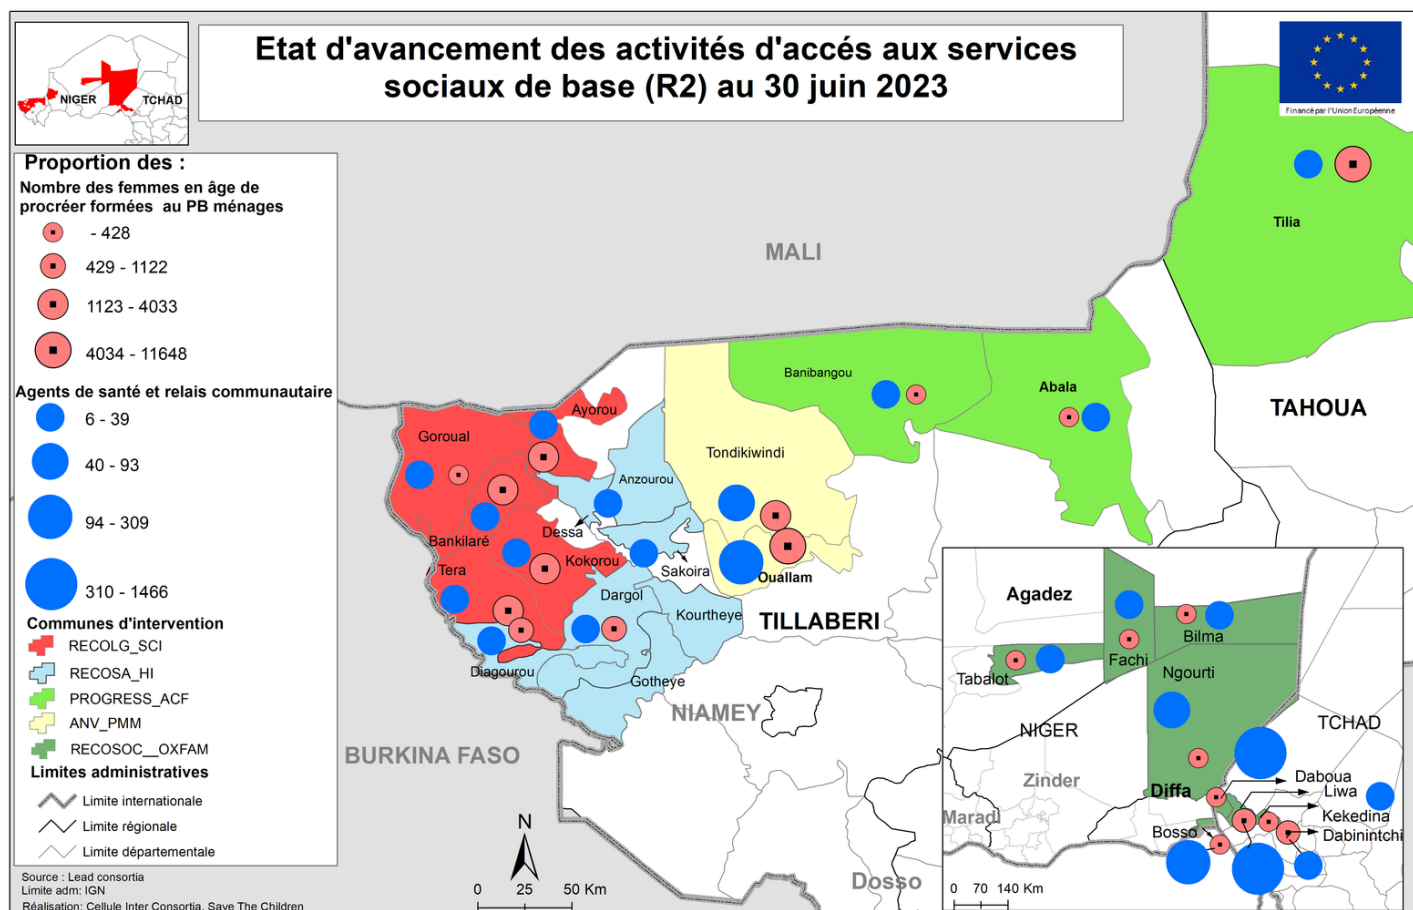 Etat d'avancement des activités d'accés aux services
sociaux de base (R2) au 30 juin 2023
NIGER
TCHAD
Financé par l'Union Européenne
Proportion des :
Nombre des femmes en âge de
procréer formées au PB ménages
- 428
429 - 1122
1123 - 4033
4034 - 11648
Agents de santé et relais communautaire
6 - 39
40 - 93
94 - 309
310 - 1466
Communes d'intervention
RECOLG_SCI
RECOSA_HI
PROGRESS_ACF
ANV_PMM
RECOSOC__OXFAM
Limites administratives
Limite internationale
Limite régionale
Limite départementale
Source : Lead consortia
Limite adm: IGN
Réalisation: Cellule Inter Consortia, Save The Children
MALI
Tilia
Banibangou
Abala
TAHOUA
Ayorou
Goroual
Tondikiwindi
Anzourou
Dessa
Bankilaré
Kokorou
Tera
Sakoira
Ouallam
Dargol
Kourtheye
TILLABERI
Diagourou
Gotheye
NIAMEY
BURKINA FASO
Dosso
N
0 25 50 Km
Agadez
Bilma
Fachi
Tabalot
Ngourti
NIGER
TCHAD
Zinder
Diffa
Daboua
Liwa
Maradi
Kekedina
Bosso
Dabinintchi
0 70 140 Km